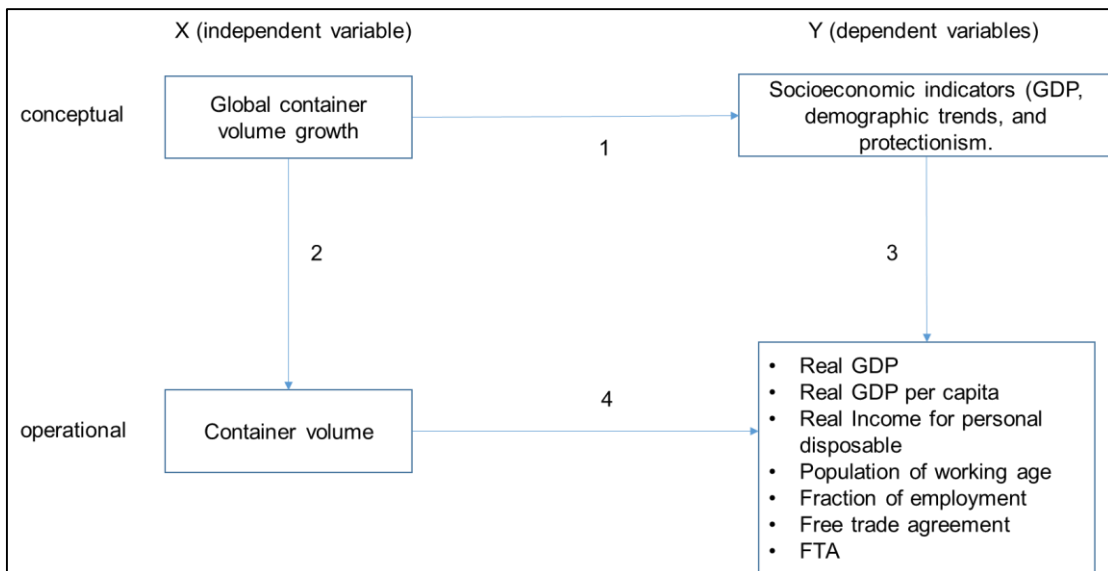 X (independent variable)
Y (dependent variables)
conceptual
Global container
volume growth
1
Socioeconomic indicators (GDP,
demographic trends, and
protectionism.
2
3
operational
Container volume
4
• Real GDP
• Real GDP per capita
• Real Income for personal
disposable
• Population of working age
• Fraction of employment
• Free trade agreement
• FTA